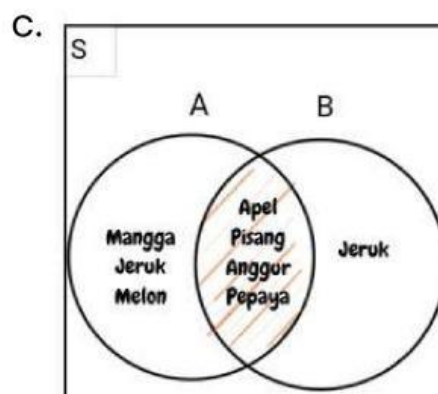 C.
S
A B
Mangga
Jeruk
Melon
Apel
Pisang
Anggur
Pepaya
Jeruk